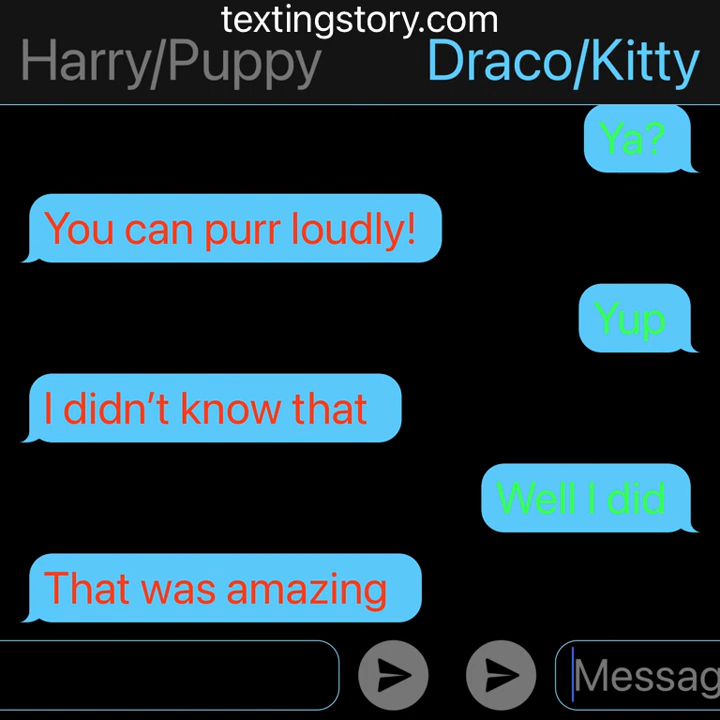 textingstory.com
Harry/Puppy Draco/Kitty
Ya?
You can purr loudly!
Yup
I didn’t know that
Well I did
That was amazing
Messag